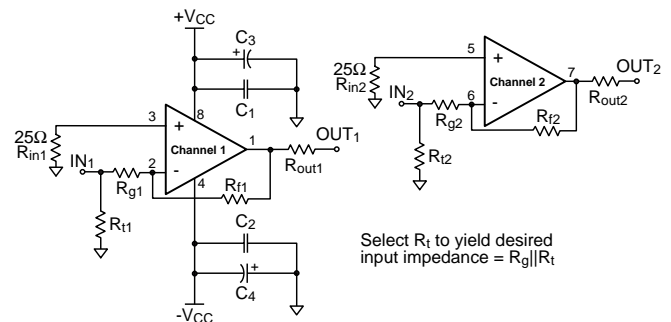 +VCC
C3
+
C1
3
8
+
Channel 1
1
OUT1
Rout1
25Ω
Rin1
IN1
Rg1
2
-
4
Rf1
Rt1
C2
+
C4
-VCC
5
+
Channel 2
7
OUT2
Rout2
25Ω
Rin2
IN2
Rg2
6
-
Rf2
Rt2
Select Rt to yield desired
input impedance = Rg||Rt